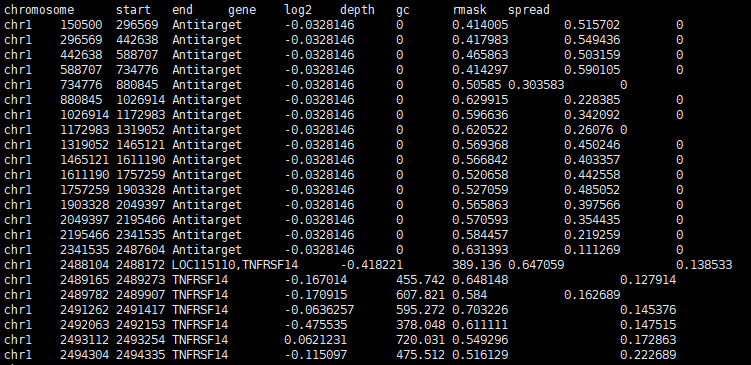 chromosome start end gene log2 depth gc rmask spread
chr1 150500 296569 Antitarget -0.0328146 0 0.414005 0.515702 0
chr1 296569 442638 Antitarget -0.0328146 0 0.417983 0.549436 0
chr1 442638 588707 Antitarget -0.0328146 0 0.465863 0.503159 0
chr1 588707 734776 Antitarget -0.0328146 0 0.414297 0.590105 0
chr1 734776 880845 Antitarget -0.0328146 0 0.50585 0.303583 0
chr1 880845 1026914 Antitarget -0.0328146 0 0.629915 0.228385 0
chr1 1026914 1172983 Antitarget -0.0328146 0 0.596636 0.342092 0
chr1 1172983 1319052 Antitarget -0.0328146 0 0.620522 0.26076 0
chr1 1319052 1465121 Antitarget -0.0328146 0 0.569368 0.450246 0
chr1 1465121 1611190 Antitarget -0.0328146 0 0.566842 0.403357 0
chr1 1611190 1757259 Antitarget -0.0328146 0 0.520658 0.442558 0
chr1 1757259 1903328 Antitarget -0.0328146 0 0.527059 0.485052 0
chr1 1903328 2049397 Antitarget -0.0328146 0 0.565863 0.397566 0
chr1 2049397 2195466 Antitarget -0.0328146 0 0.570593 0.354435 0
chr1 2195466 2341535 Antitarget -0.0328146 0 0.584457 0.219259 0
chr1 2341535 2487604 Antitarget -0.0328146 0 0.631393 0.111269 0
chr1 2488104 2488172 LOC115110,TNFRSF14 -0.418221 389.136 0.647059 0.138533
chr1 2489165 2489273 TNFRSF14 -0.167014 455.742 0.648148 0.127914
chr1 2489782 2489907 TNFRSF14 -0.170915 607.821 0.584 0.162689
chr1 2491262 2491417 TNFRSF14 -0.0636257 595.272 0.703226 0.145376
chr1 2492063 2492153 TNFRSF14 -0.475535 378.048 0.611111 0.147515
chr1 2493112 2493254 TNFRSF14 0.0621231 720.031 0.549296 0.172863
chr1 2494304 2494335 TNFRSF14 -0.115097 475.512 0.516129 0.222689